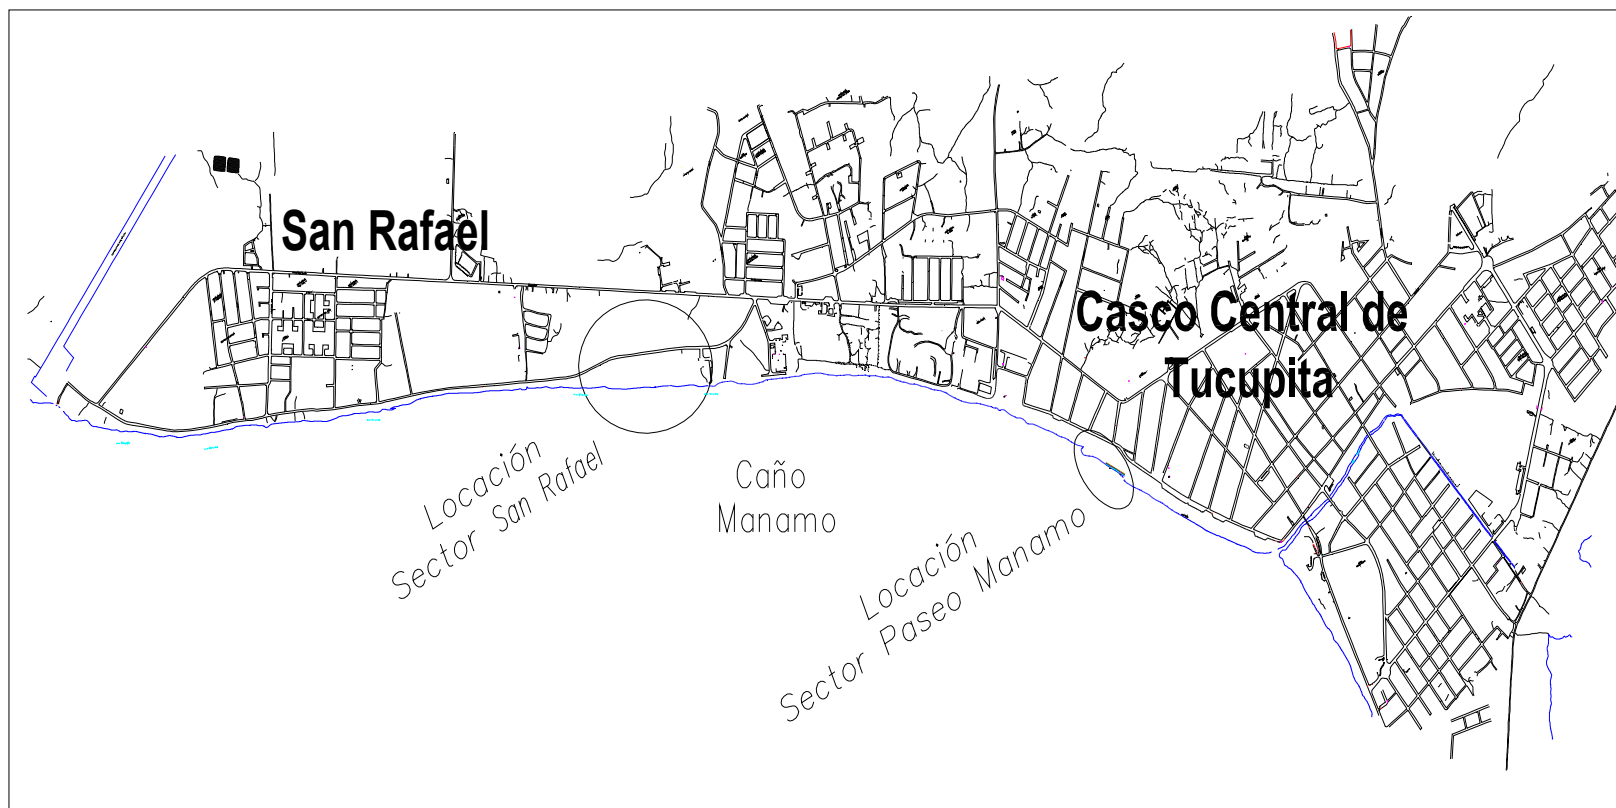 San Rafael
Casco Central de
Tucupita
Locación
Sector San Rafael
Caño
Manamo
Locación
Sector Paseo Manamo